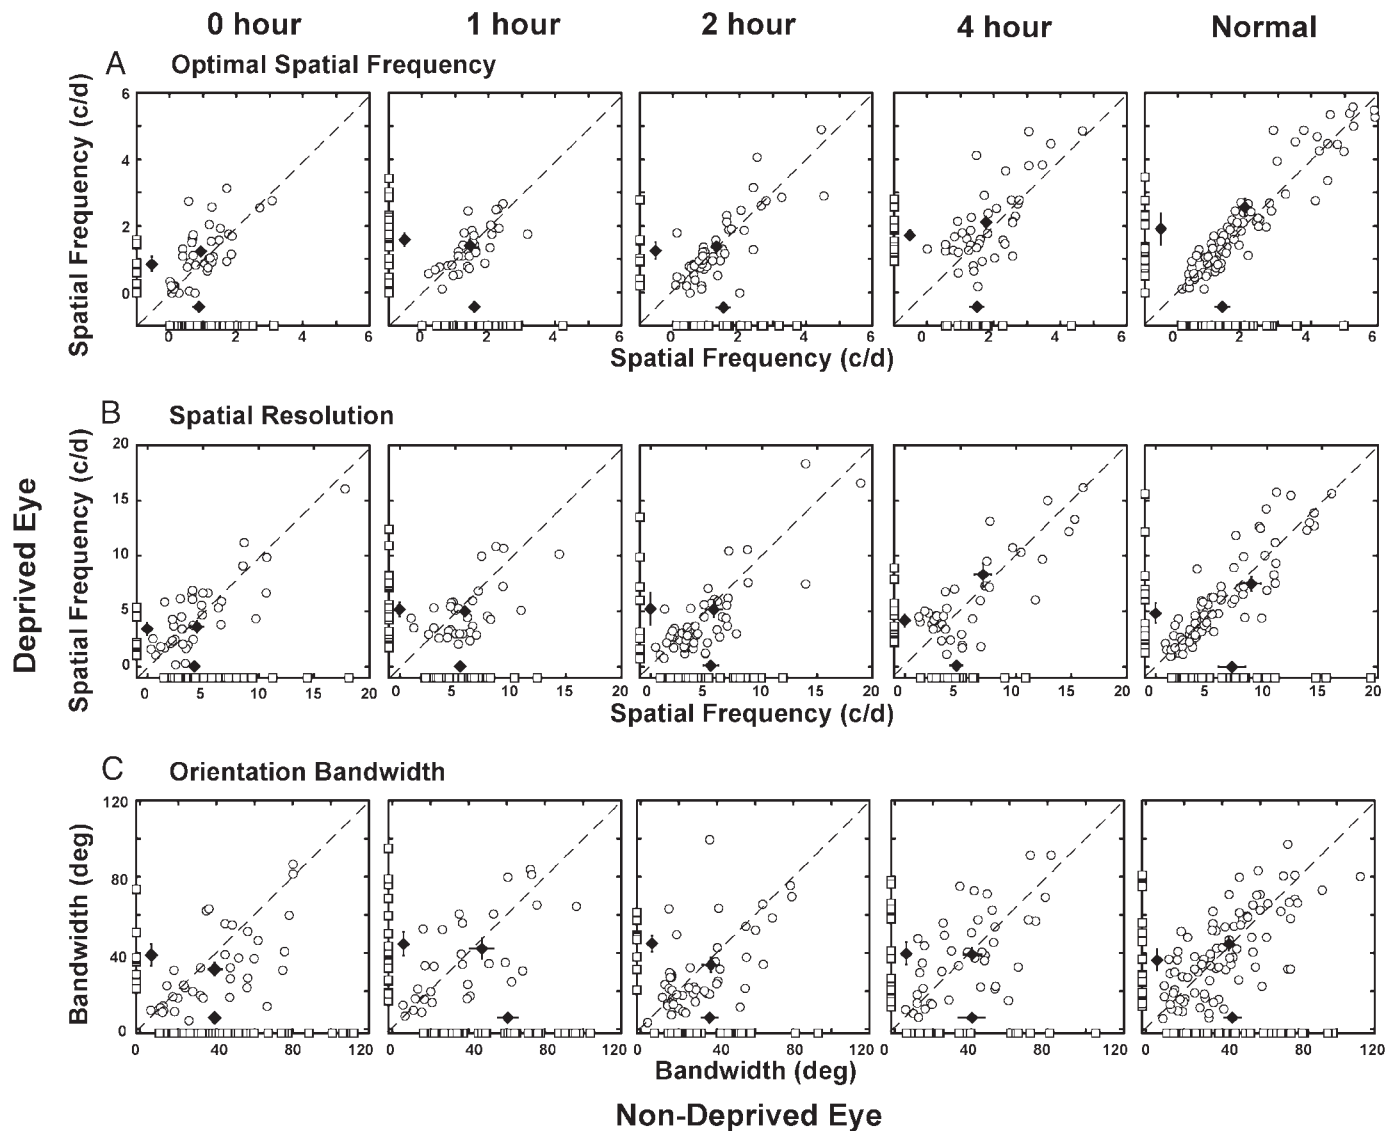 0 hour 1 hour 2 hour 4 hour Normal
A Optimal Spatial Frequency
Spatial Frequency (c/d)
6
4
2
0
0 2 4 6 0 2 4 6 0 2 4 6 0 2 4 6 0 2 4 6
Spatial Frequency (c/d)
B Spatial Resolution
Deprived Eye
Spatial Frequency (c/d)
20
15
10
5
0
0 5 10 15 20 0 5 10 15 20 0 5 10 15 20 0 5 10 15 20 0 5 10 15 20
Spatial Frequency (c/d)
C Orientation Bandwidth
Bandwidth (deg)
120
80
40
0
0 40 80 120 0 40 80 120 0 40 80 120 0 40 80 120 0 40 80 120
Bandwidth (deg)
Non-Deprived Eye